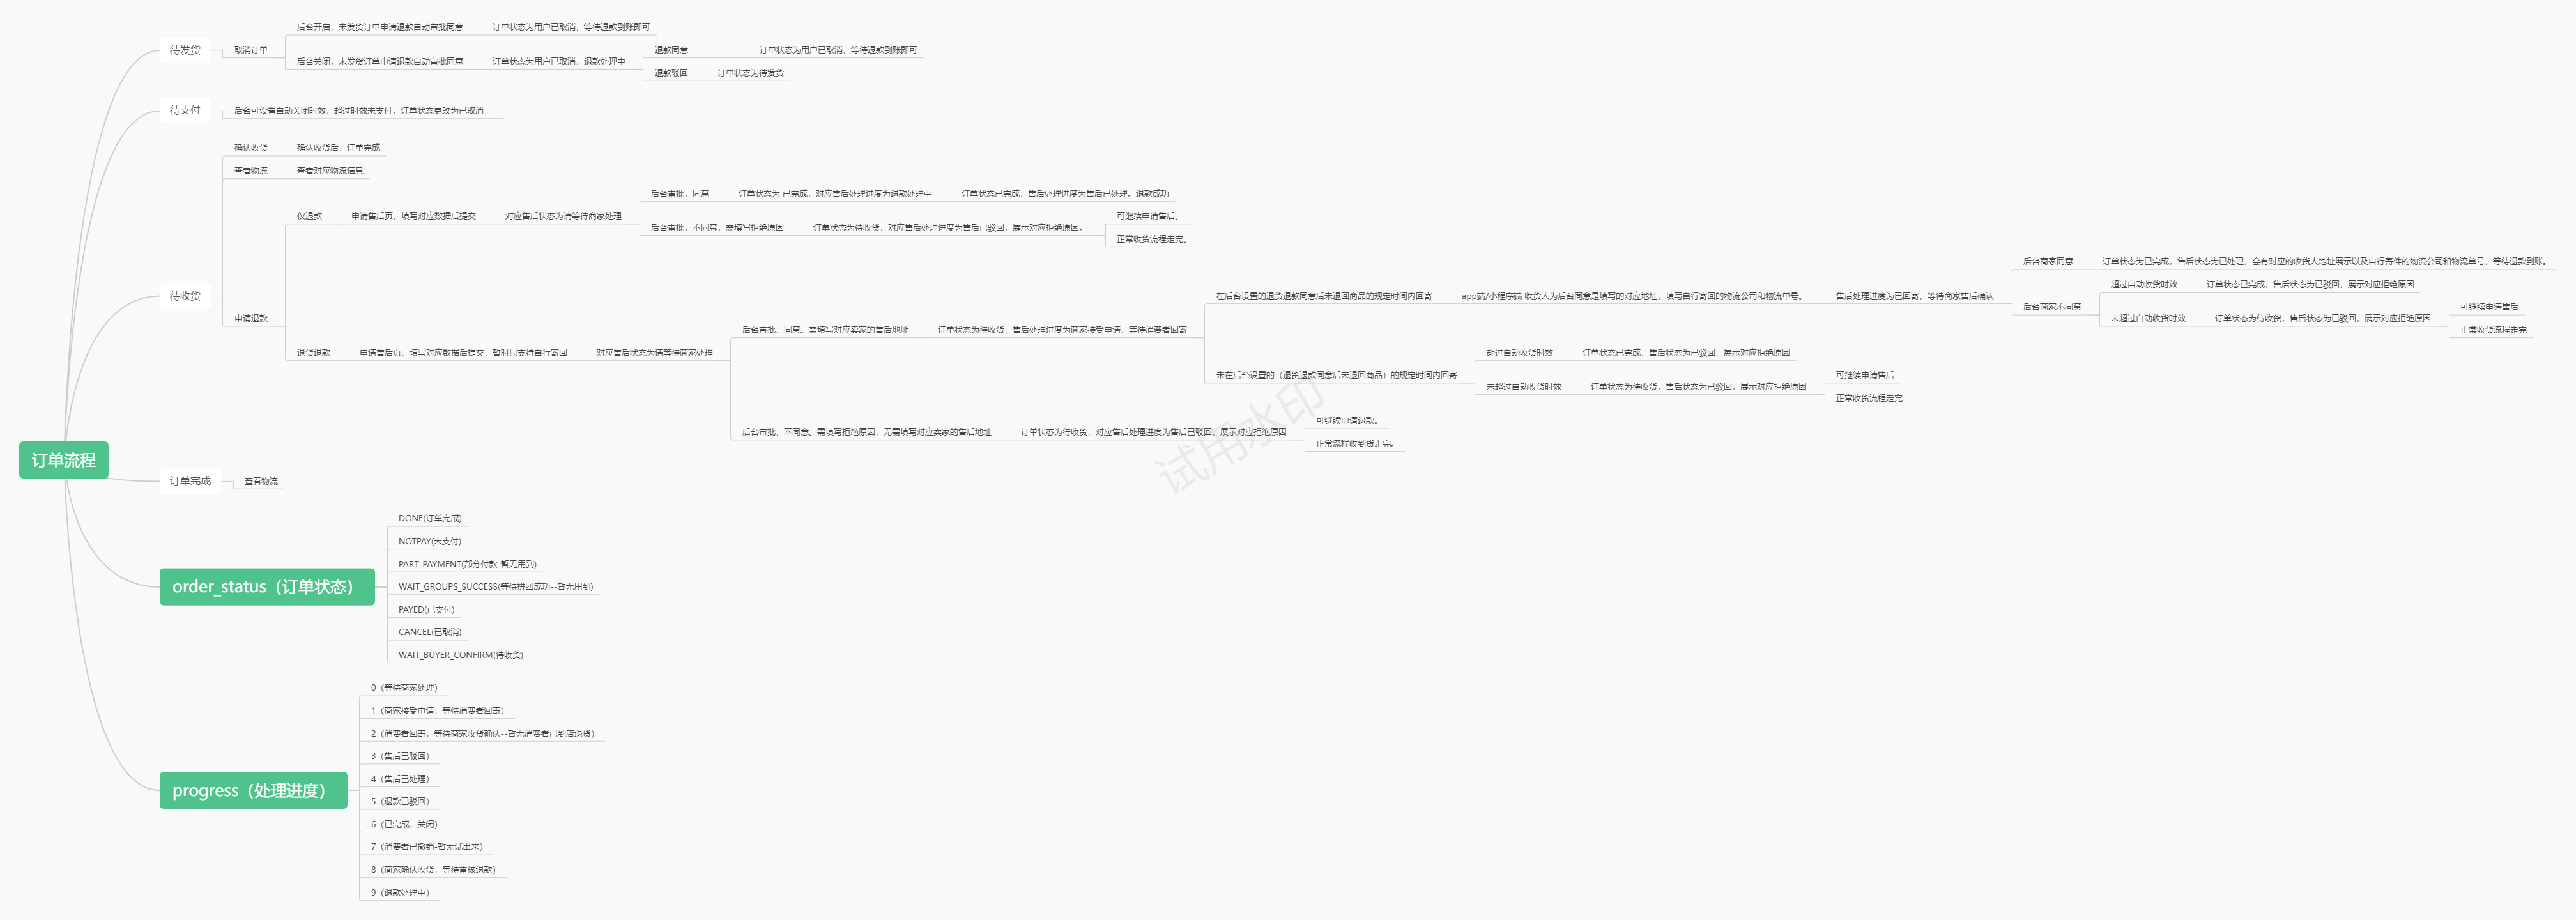 订单流程
待发货
取消订单
后台开启，未发货订单申请退款自动审批同意
订单状态为用户已取消，等待退款到账即可
后台关闭，未发货订单申请退款自动审批同意
订单状态为用户已取消，退款处理中
退款同意
订单状态为用户已取消，等待退款到账即可
退款驳回
订单状态为待发货
待支付
后台可设置自动关闭时效，超过时效未支付，订单状态更改为已取消
待收货
确认收货
确认收货后，订单完成
查看物流
查看对应物流信息
申请退款
仅退款
申请售后页，填写对应数据后提交
对应售后状态为请等待商家处理
后台审批，同意
订单状态为 已完成，对应售后处理进度为退款处理中
订单状态已完成，售后处理进度为售后已处理。退款成功
后台审批，不同意，需填写拒绝原因
订单状态为待收货，对应售后处理进度为售后已驳回，展示对应拒绝原因。
可继续申请售后。
正常收货流程走完。
退货退款
申请售后页，填写对应数据后提交，暂时只支持自行寄回
对应售后状态为请等待商家处理
后台审批，同意。需填写对应卖家的售后地址
订单状态为待收货，售后处理进度为商家接受申请，等待消费者回寄
在后台设置的退货退款同意后未退回商品的规定时间内回寄
app端/小程序端 收货人为后台同意是填写的对应地址，填写自行寄回的物流公司和物流单号。
售后处理进度为已回寄，等待商家售后确认
后台商家同意
订单状态为已完成，售后状态为已处理，会有对应的收货人地址展示以及自行寄件的物流公司和物流单号，等待退款到账。
后台商家不同意
超过自动收货时效
订单状态已完成，售后状态为已驳回，展示对应拒绝原因
未超过自动收货时效
订单状态为待收货，售后状态为已驳回，展示对应拒绝原因
可继续申请售后
正常收货流程走完
未在后台设置的（退货退款同意后未退回商品）的规定时间内回寄
超过自动收货时效
订单状态已完成，售后状态为已驳回，展示对应拒绝原因
未超过自动收货时效
订单状态为待收货，售后状态为已驳回，展示对应拒绝原因
可继续申请售后
正常收货流程走完
后台审批，不同意。需填写拒绝原因，无需填写对应卖家的售后地址
订单状态为待收货，对应售后处理进度为售后已驳回，展示对应拒绝原因
可继续申请退款。
正常流程收到货走完。
试用水印
订单完成
查看物流
order_status（订单状态）
DONE(订单完成)
NOTPAY(未支付)
PART_PAYMENT(部分付款-暂无用到)
WAIT_GROUPS_SUCCESS(等待拼团成功--暂无用到)
PAYED(已支付)
CANCEL(已取消)
WAIT_BUYER_CONFIRM(待收货)
progress（处理进度）
0（等待商家处理）
1（商家接受申请，等待消费者回寄）
2（消费者回寄，等待商家收货确认--暂无消费者已到店退货）
3（售后已驳回）
4（售后已处理）
5（退款已驳回）
6（已完成，关闭）
7（消费者已撤销-暂无试出来）
8（商家确认收货，等待审核退款）
9（退款处理中）